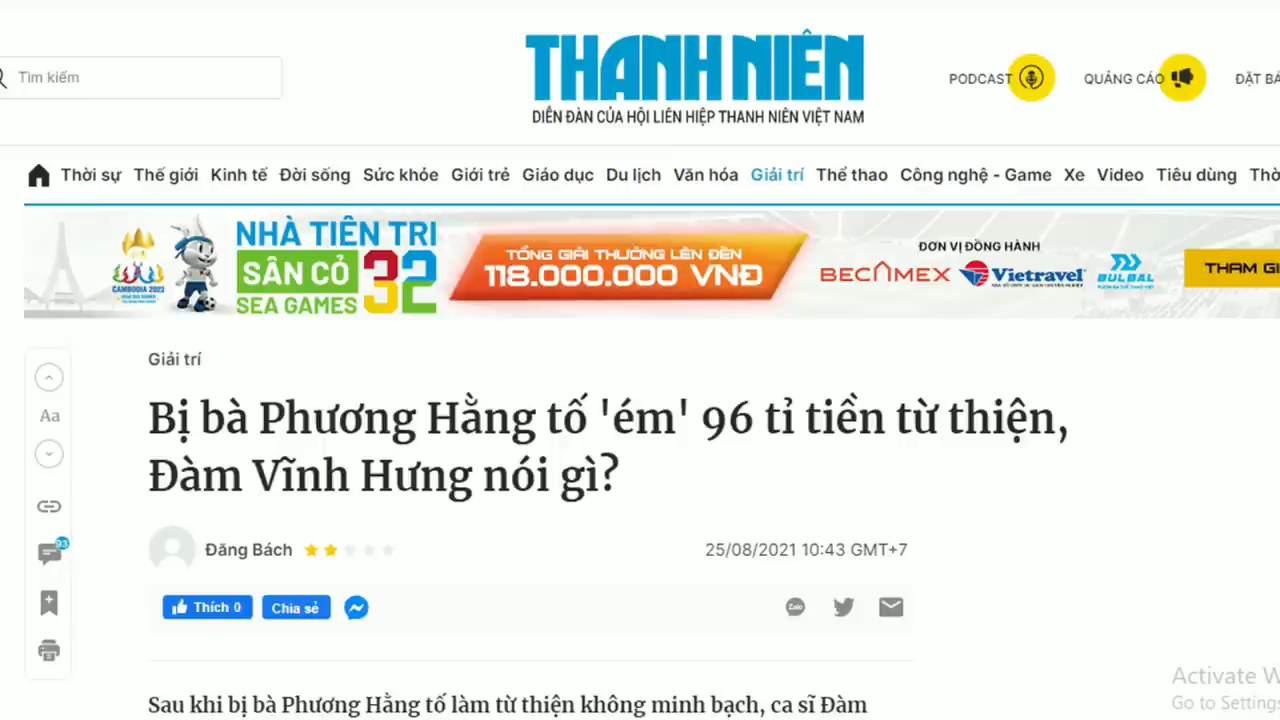 Tìm kiếm
THANH NIÊN
DIỄN ĐÀN CỦA HỘI LIÊN HIỆP THANH NIÊN VIỆT NAM
PODCAST
QUẢNG CÁO
ĐẶT BÁ
Thời sự Thế giới Kinh tế Đời sống Sức khỏe Giới trẻ Giáo dục Du lịch Văn hóa Giải trí Thể thao Công nghệ - Game Xe Video Tiêu dùng Thờ
CAMBODIA 2023
NHÀ TIÊN TRI
SÂN CỎ 32
SEA GAMES
TỔNG GIẢI THƯỞNG LÊN ĐẾN
118.000.000 VNĐ
ĐƠN VỊ ĐỒNG HÀNH
BECAMEX Vietravel BULBAL
THAM GI
Giải trí
Aa
Bị bà Phương Hằng tố 'ém' 96 tỉ tiền từ thiện,
Đàm Vĩnh Hưng nói gì?
93
Đăng Bách
25/08/2021 10:43 GMT+7
Thích 0 Chia sẻ
Zalo
Sau khi bị bà Phương Hằng tố làm từ thiện không minh bạch, ca sĩ Đàm
Activate W
Go to Settings